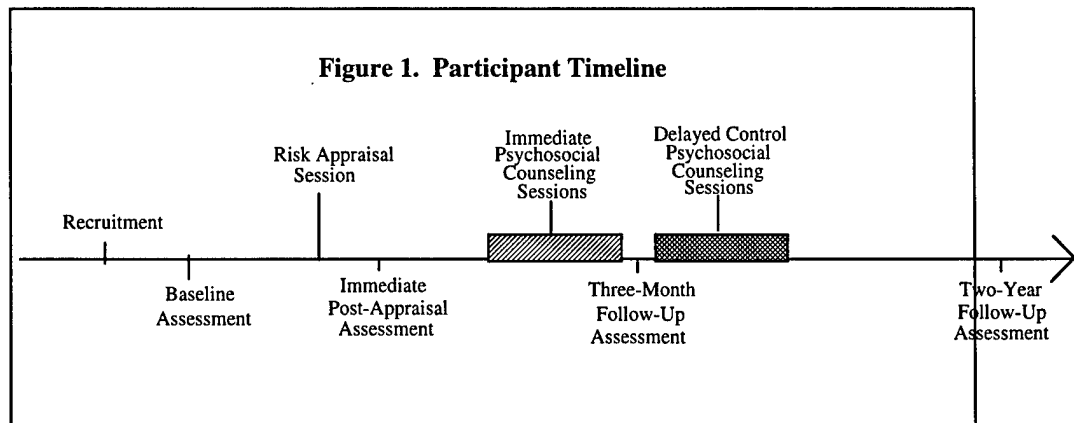 Figure 1. Participant Timeline
Recruitment
Risk Appraisal
Session
Immediate
Psychosocial
Counseling
Sessions
Delayed Control
Psychosocial
Counseling
Sessions
Baseline
Assessment
Immediate
Post-Appraisal
Assessment
Three-Month
Follow-Up
Assessment
Two-Year
Follow-Up
Assessment